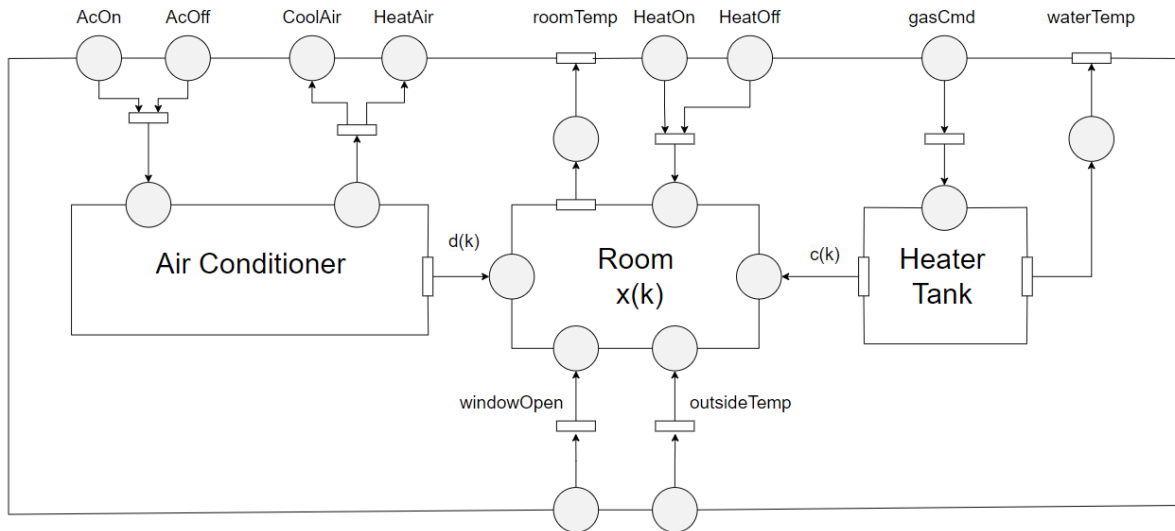 AcOn
AcOff
CoolAir
HeatAir
roomTemp
HeatOn
HeatOff
gasCmd
waterTemp
Air Conditioner
d(k)
Room
x(k)
c(k)
Heater
Tank
windowOpen
outsideTemp